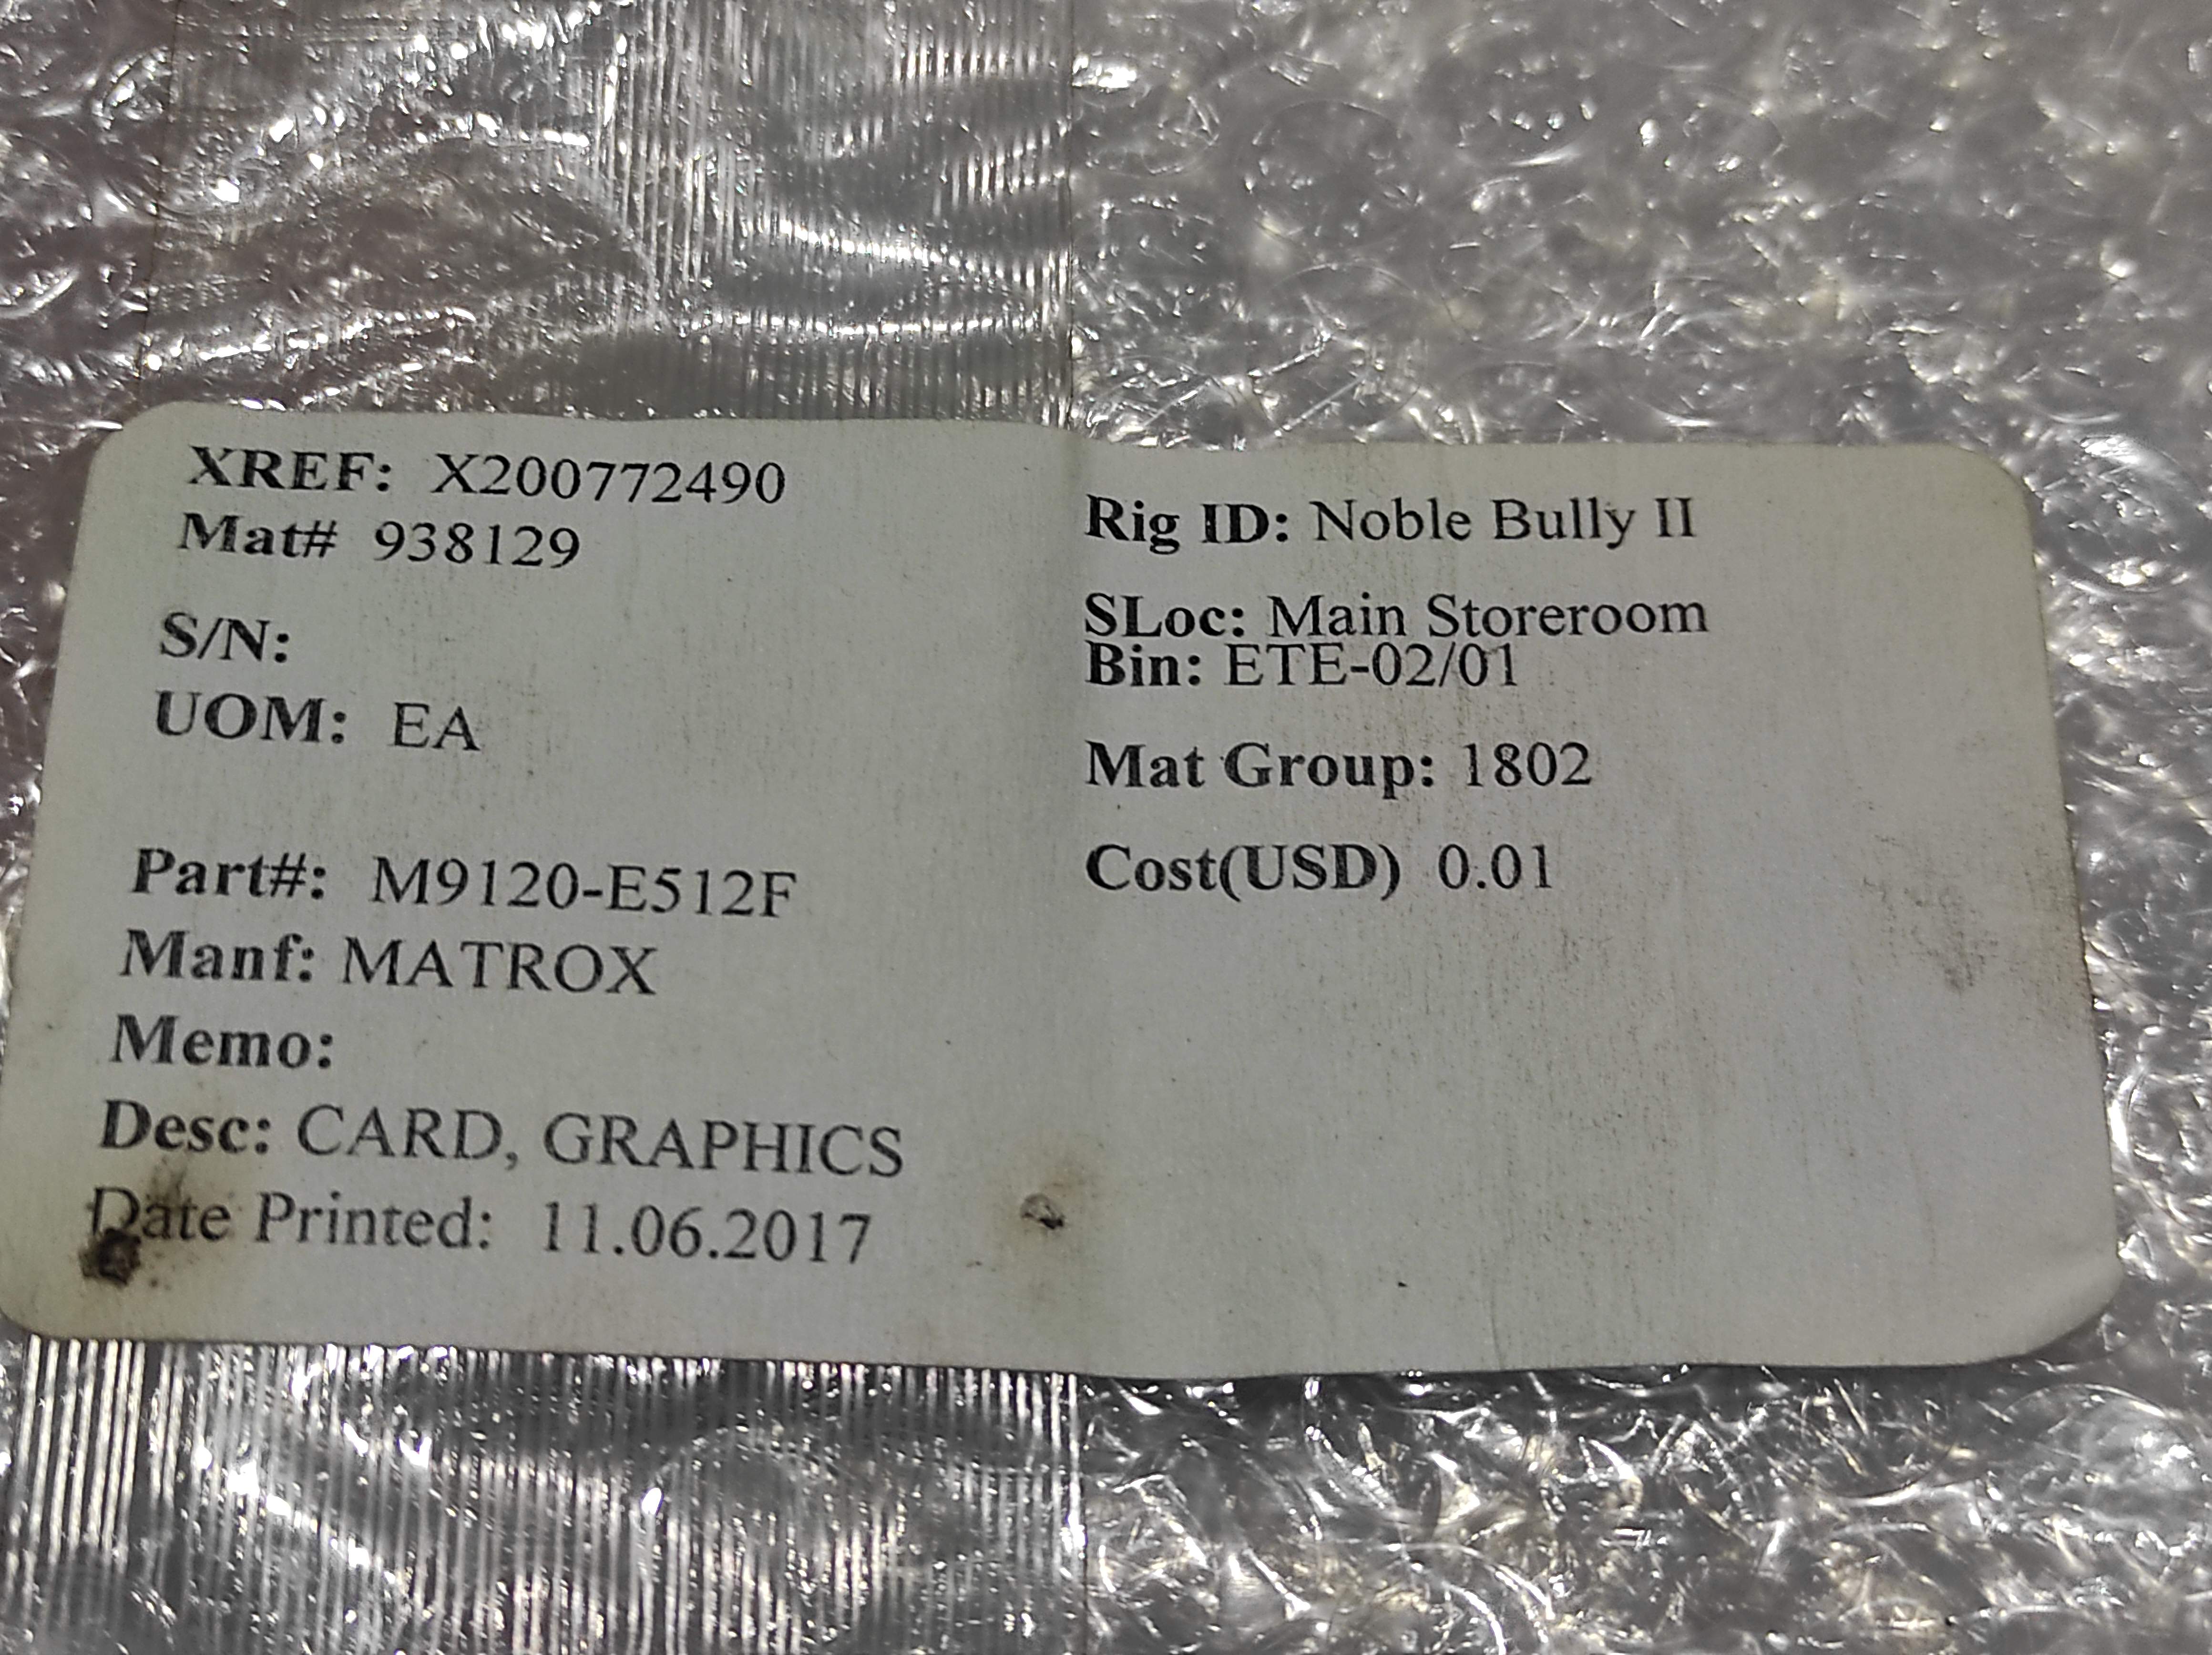 XREF: X200772490
Mat# 938129
S/N:
UOM: EA
Part#: M9120-E512F
Manf: MATROX
Memo:
Desc: CARD, GRAPHICS
Date Printed: 11.06.2017
Rig ID: Noble Bully II
SLoc: Main Storeroom
Bin: ETE-02/01
Mat Group: 1802
Cost(USD) 0.01